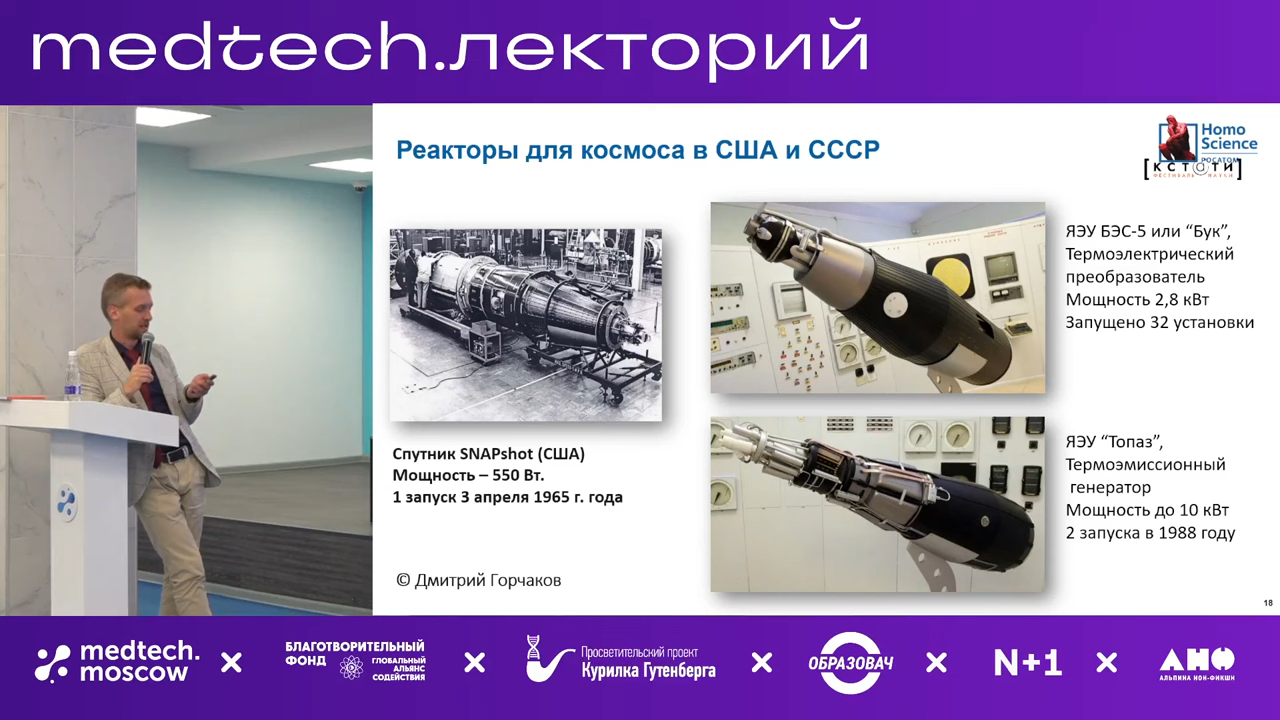 medtech.лекторий
Реакторы для космоса в США и СССР
Homo
Science
РОСАТОМ
[КСТ@ТИ]
ФЕСТИВАЛЬ НАУКИ
ЯЭУ БЭС-5 или “Бук”,
Термоэлектрический
преобразователь
Мощность 2,8 кВт
Запущено 32 установки
Спутник SNAPshot (США)
Мощность – 550 Вт.
1 запуск 3 апреля 1965 г. года
ЯЭУ “Топаз”,
Термоэмиссионный
генератор
Мощность до 10 кВт
2 запуска в 1988 году
© Дмитрий Горчаков
18
medtech.
moscow
БЛАГОТВОРИТЕЛЬНЫЙ
ФОНД
ГЛОБАЛЬНЫЙ
АЛЬЯНС
СОДЕЙСТВИЯ
Просветительский проект
Курилка Гутенберга
ОБРАЗОВАЧ
N+1
АНФ
АЛЬПИНА НОН-ФИКШН